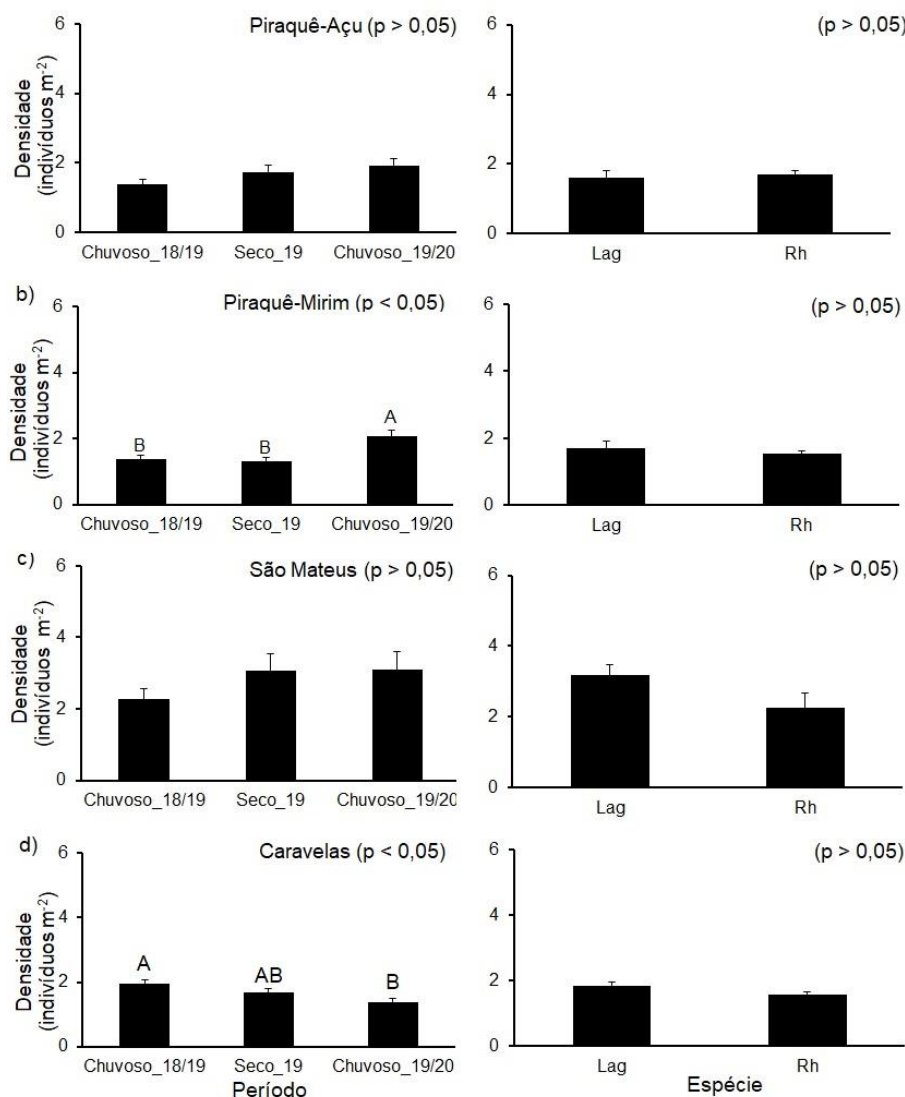 Piraquê-Açu (p > 0,05)
Densidade
(indivíduos m-2)
6
4
2
0
Chuvoso_18/19 Seco_19 Chuvoso_19/20
(p > 0,05)
6
4
2
0
Lag Rh
b)
Piraquê-Mirim (p < 0,05)
Densidade
(indivíduos m-2)
6
4
2
0
B B A
Chuvoso_18/19 Seco_19 Chuvoso_19/20
(p > 0,05)
6
4
2
0
Lag Rh
c)
São Mateus (p > 0,05)
Densidade
(indivíduos m-2)
6
4
2
0
Chuvoso_18/19 Seco_19 Chuvoso_19/20
(p > 0,05)
6
4
2
0
Lag Rh
d)
Caravelas (p < 0,05)
Densidade
(indivíduos m-2)
6
4
2
0
A AB B
Chuvoso_18/19 Seco_19 Chuvoso_19/20
Período
(p > 0,05)
6
4
2
0
Lag Rh
Espécie